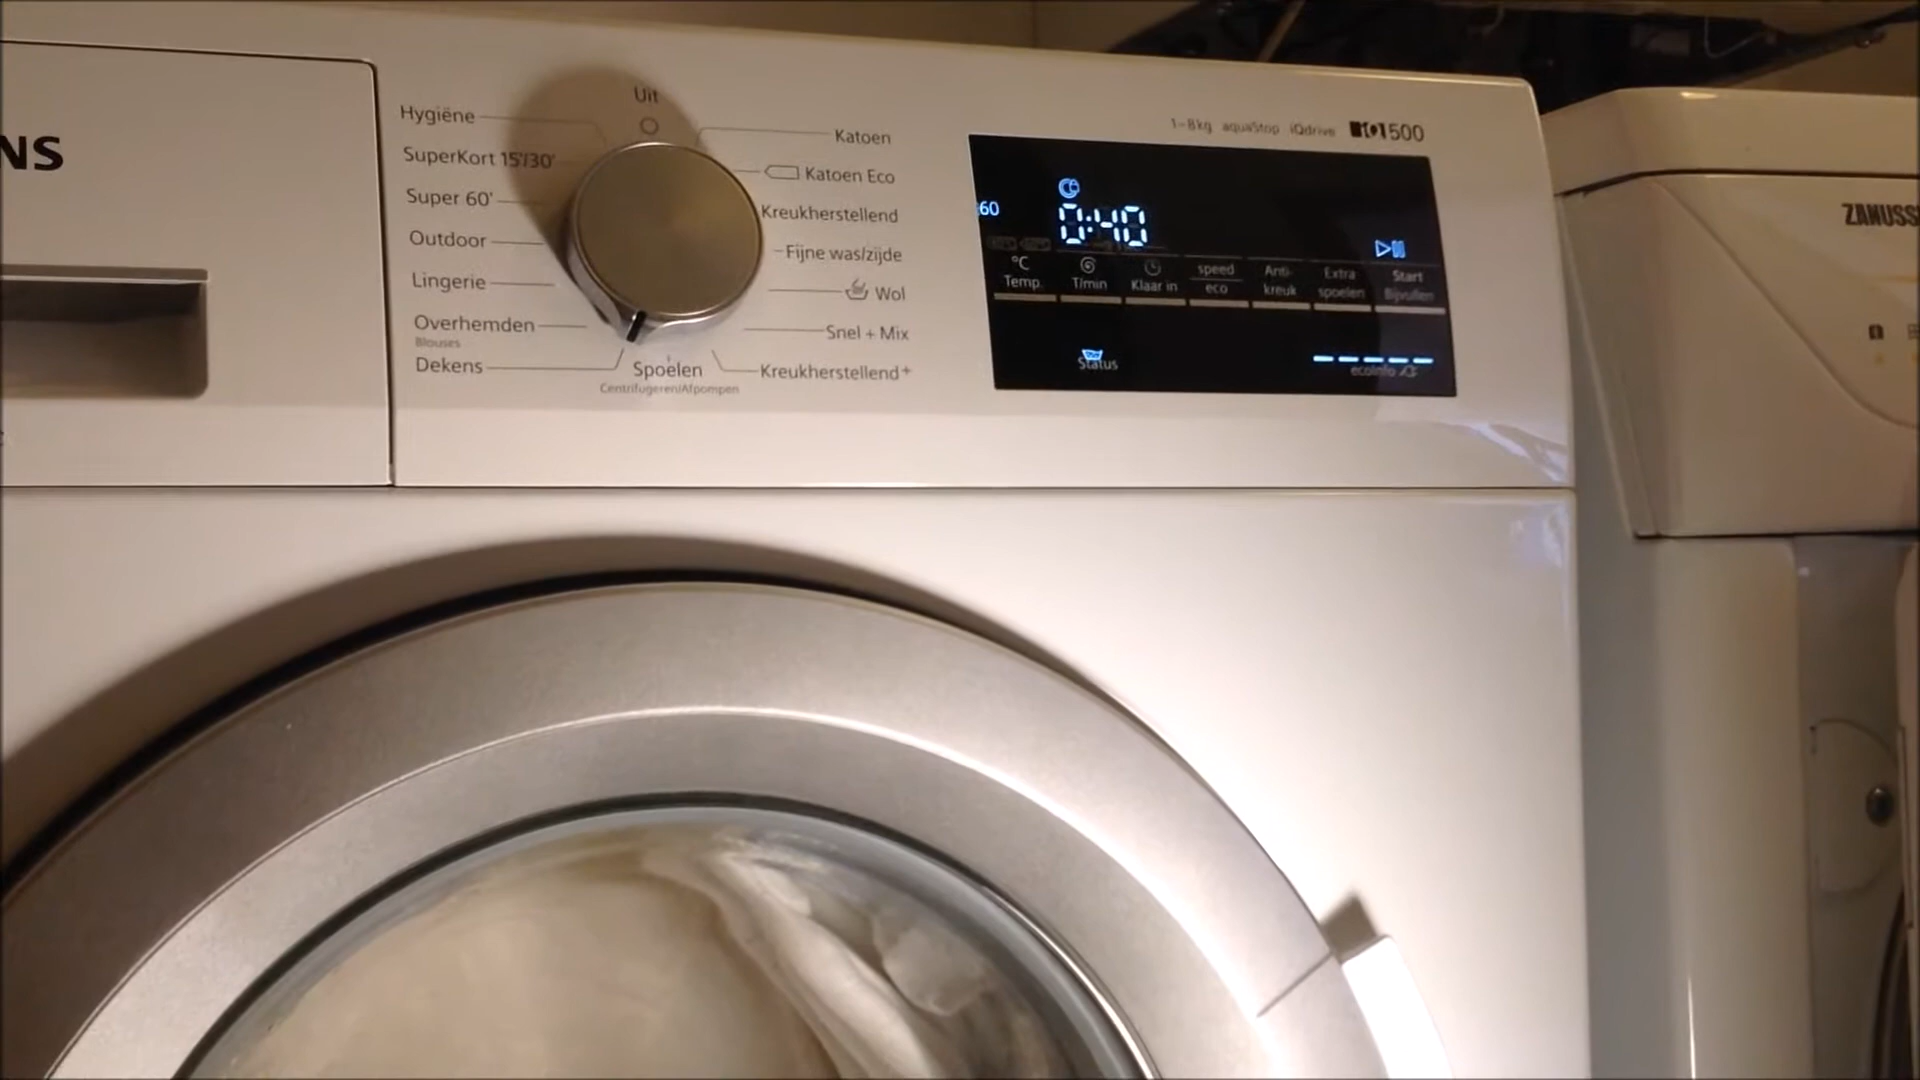 NS
Uit
Hygiëne
SuperKort 15'/30'
Super 60'
Outdoor
Lingerie
Overhemden
Blouses
Dekens
Spoelen
Centrifugeren/Afpompen
Katoen
Katoen Eco
Kreukherstellend
Fijne was/zijde
Wol
Snel + Mix
Kreukherstellend+
1-8kg aquaStop iQdrive iQ500
60
0:40
°C
Temp.
T/min
Klaar in
speed
eco
Anti-
kreuk
Extra
spoelen
Start
Bijvullen
Status
ecoInfo
ZANUSS